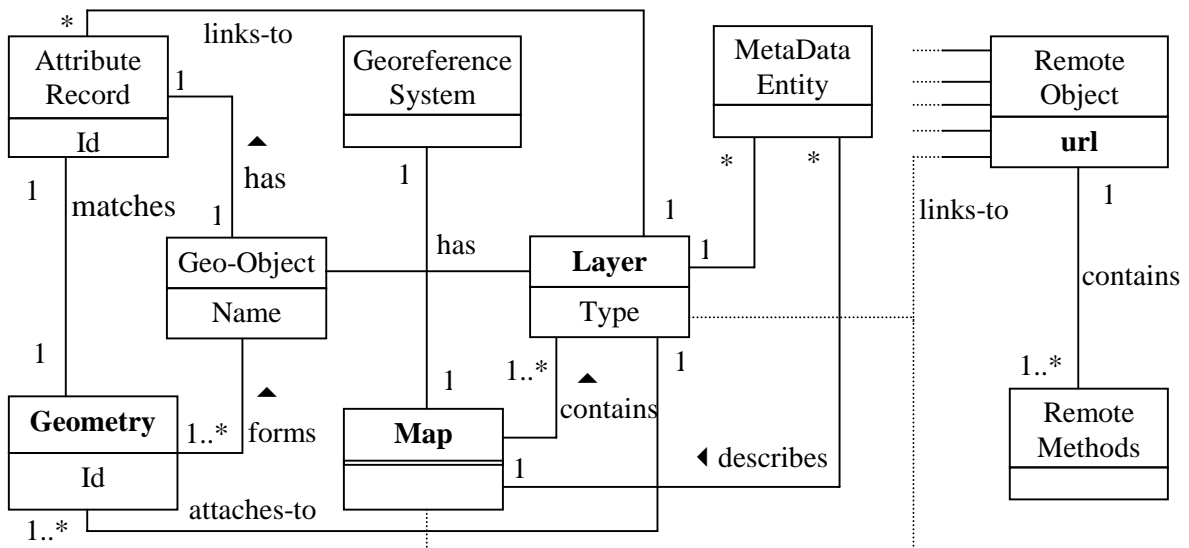 *
links-to
Attribute
Record
Id
1
Georeference
System
MetaData
Entity
Remote
Object
url
1
matches
has
1
1
has
*
*
1
1
links-to
1
contains
Geo-Object
Name
Layer
Type
1
1
1..*
contains
1
1..*
Geometry
Id
1..*
forms
Map
1
describes
Remote
Methods
1..*
attaches-to